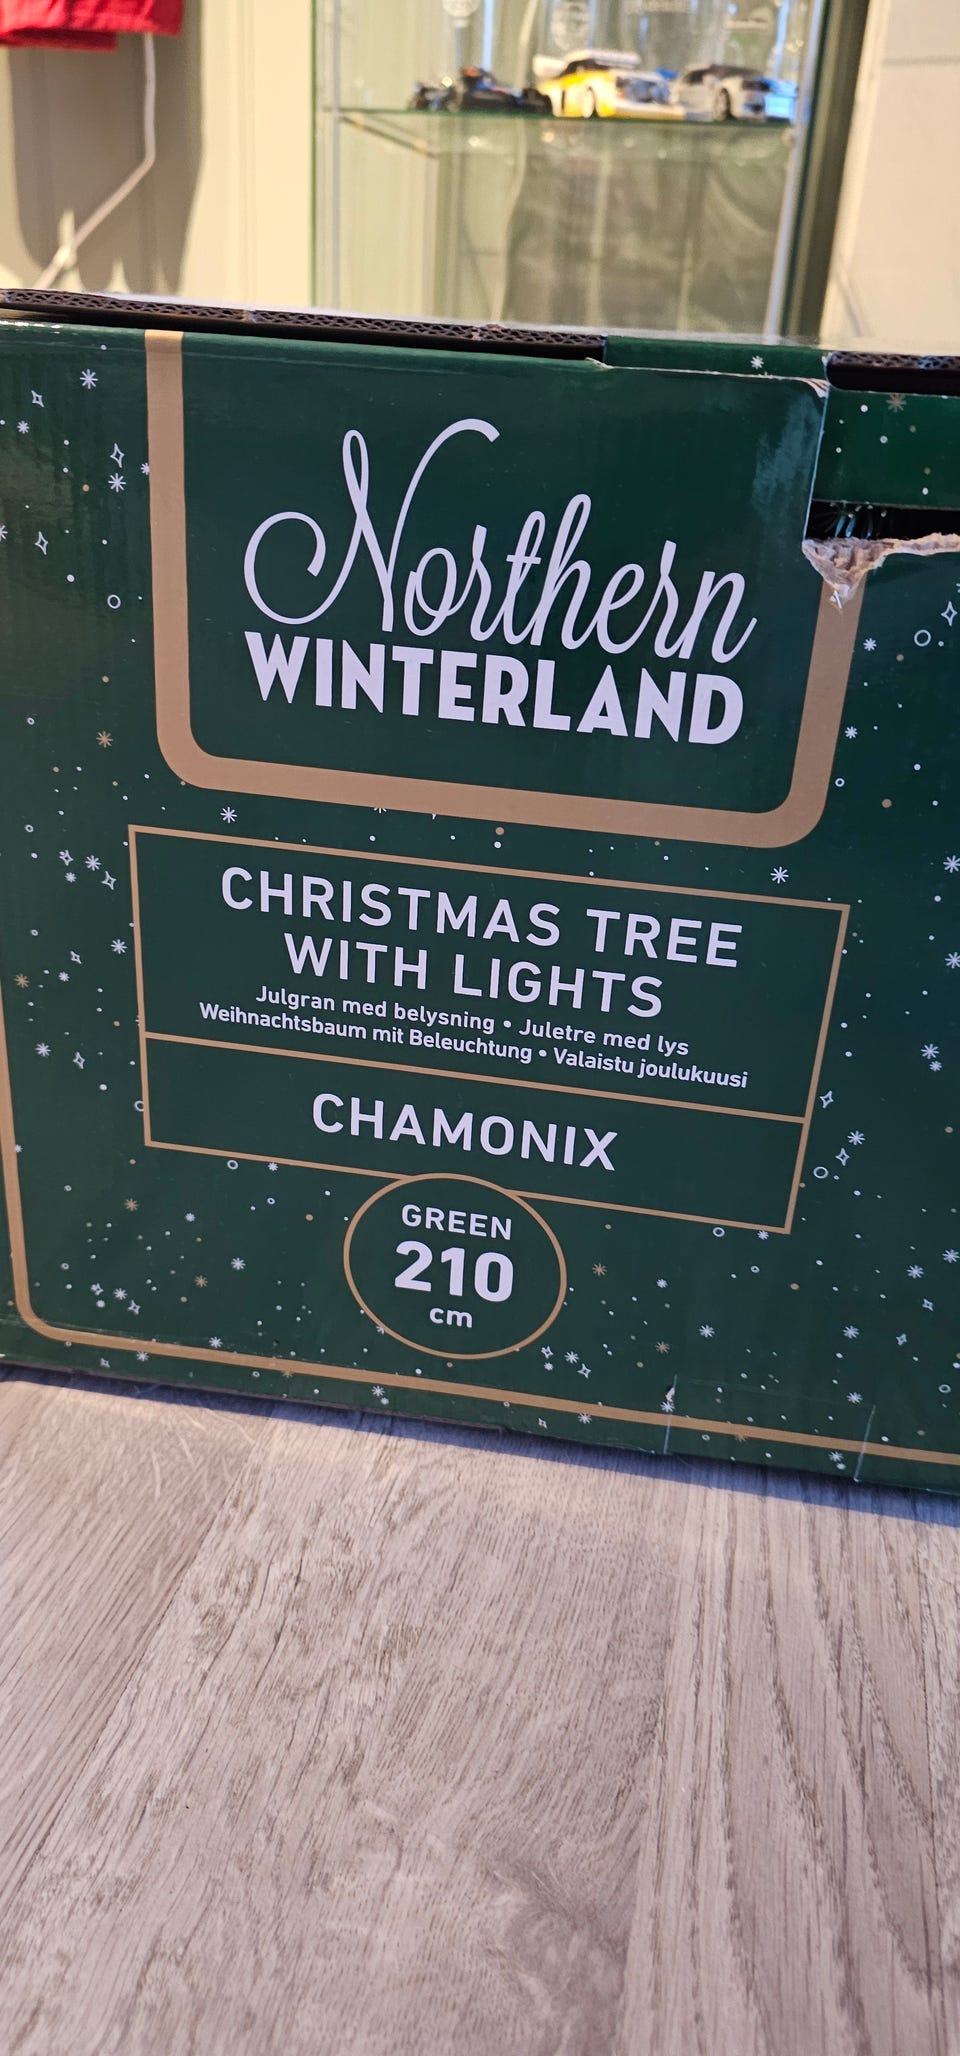 Northern
WINTERLAND
CHRISTMAS TREE
WITH LIGHTS
Julgran med belysning • Juletre med lys
Weihnachtsbaum mit Beleuchtung • Valaistu joulukuusi
CHAMONIX
GREEN
210
cm